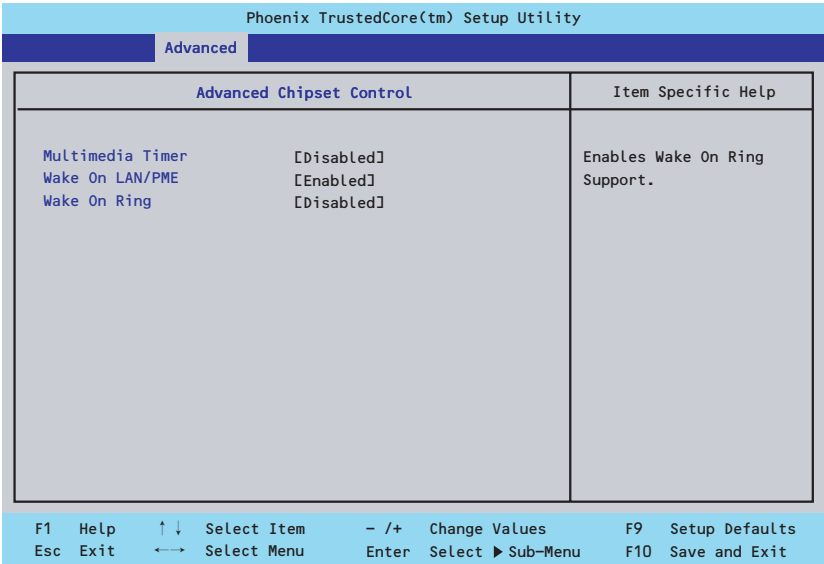 Phoenix TrustedCore(tm) Setup Utility
Advanced
Advanced Chipset Control
Item Specific Help
Multimedia Timer [Disabled]
Wake On LAN/PME [Enabled]
Wake On Ring [Disabled]
Enables Wake On Ring
Support.
F1 Help ↑↓ Select Item – /+ Change Values F9 Setup Defaults
Esc Exit ←→ Select Menu Enter Select ▶ Sub-Menu F10 Save and Exit